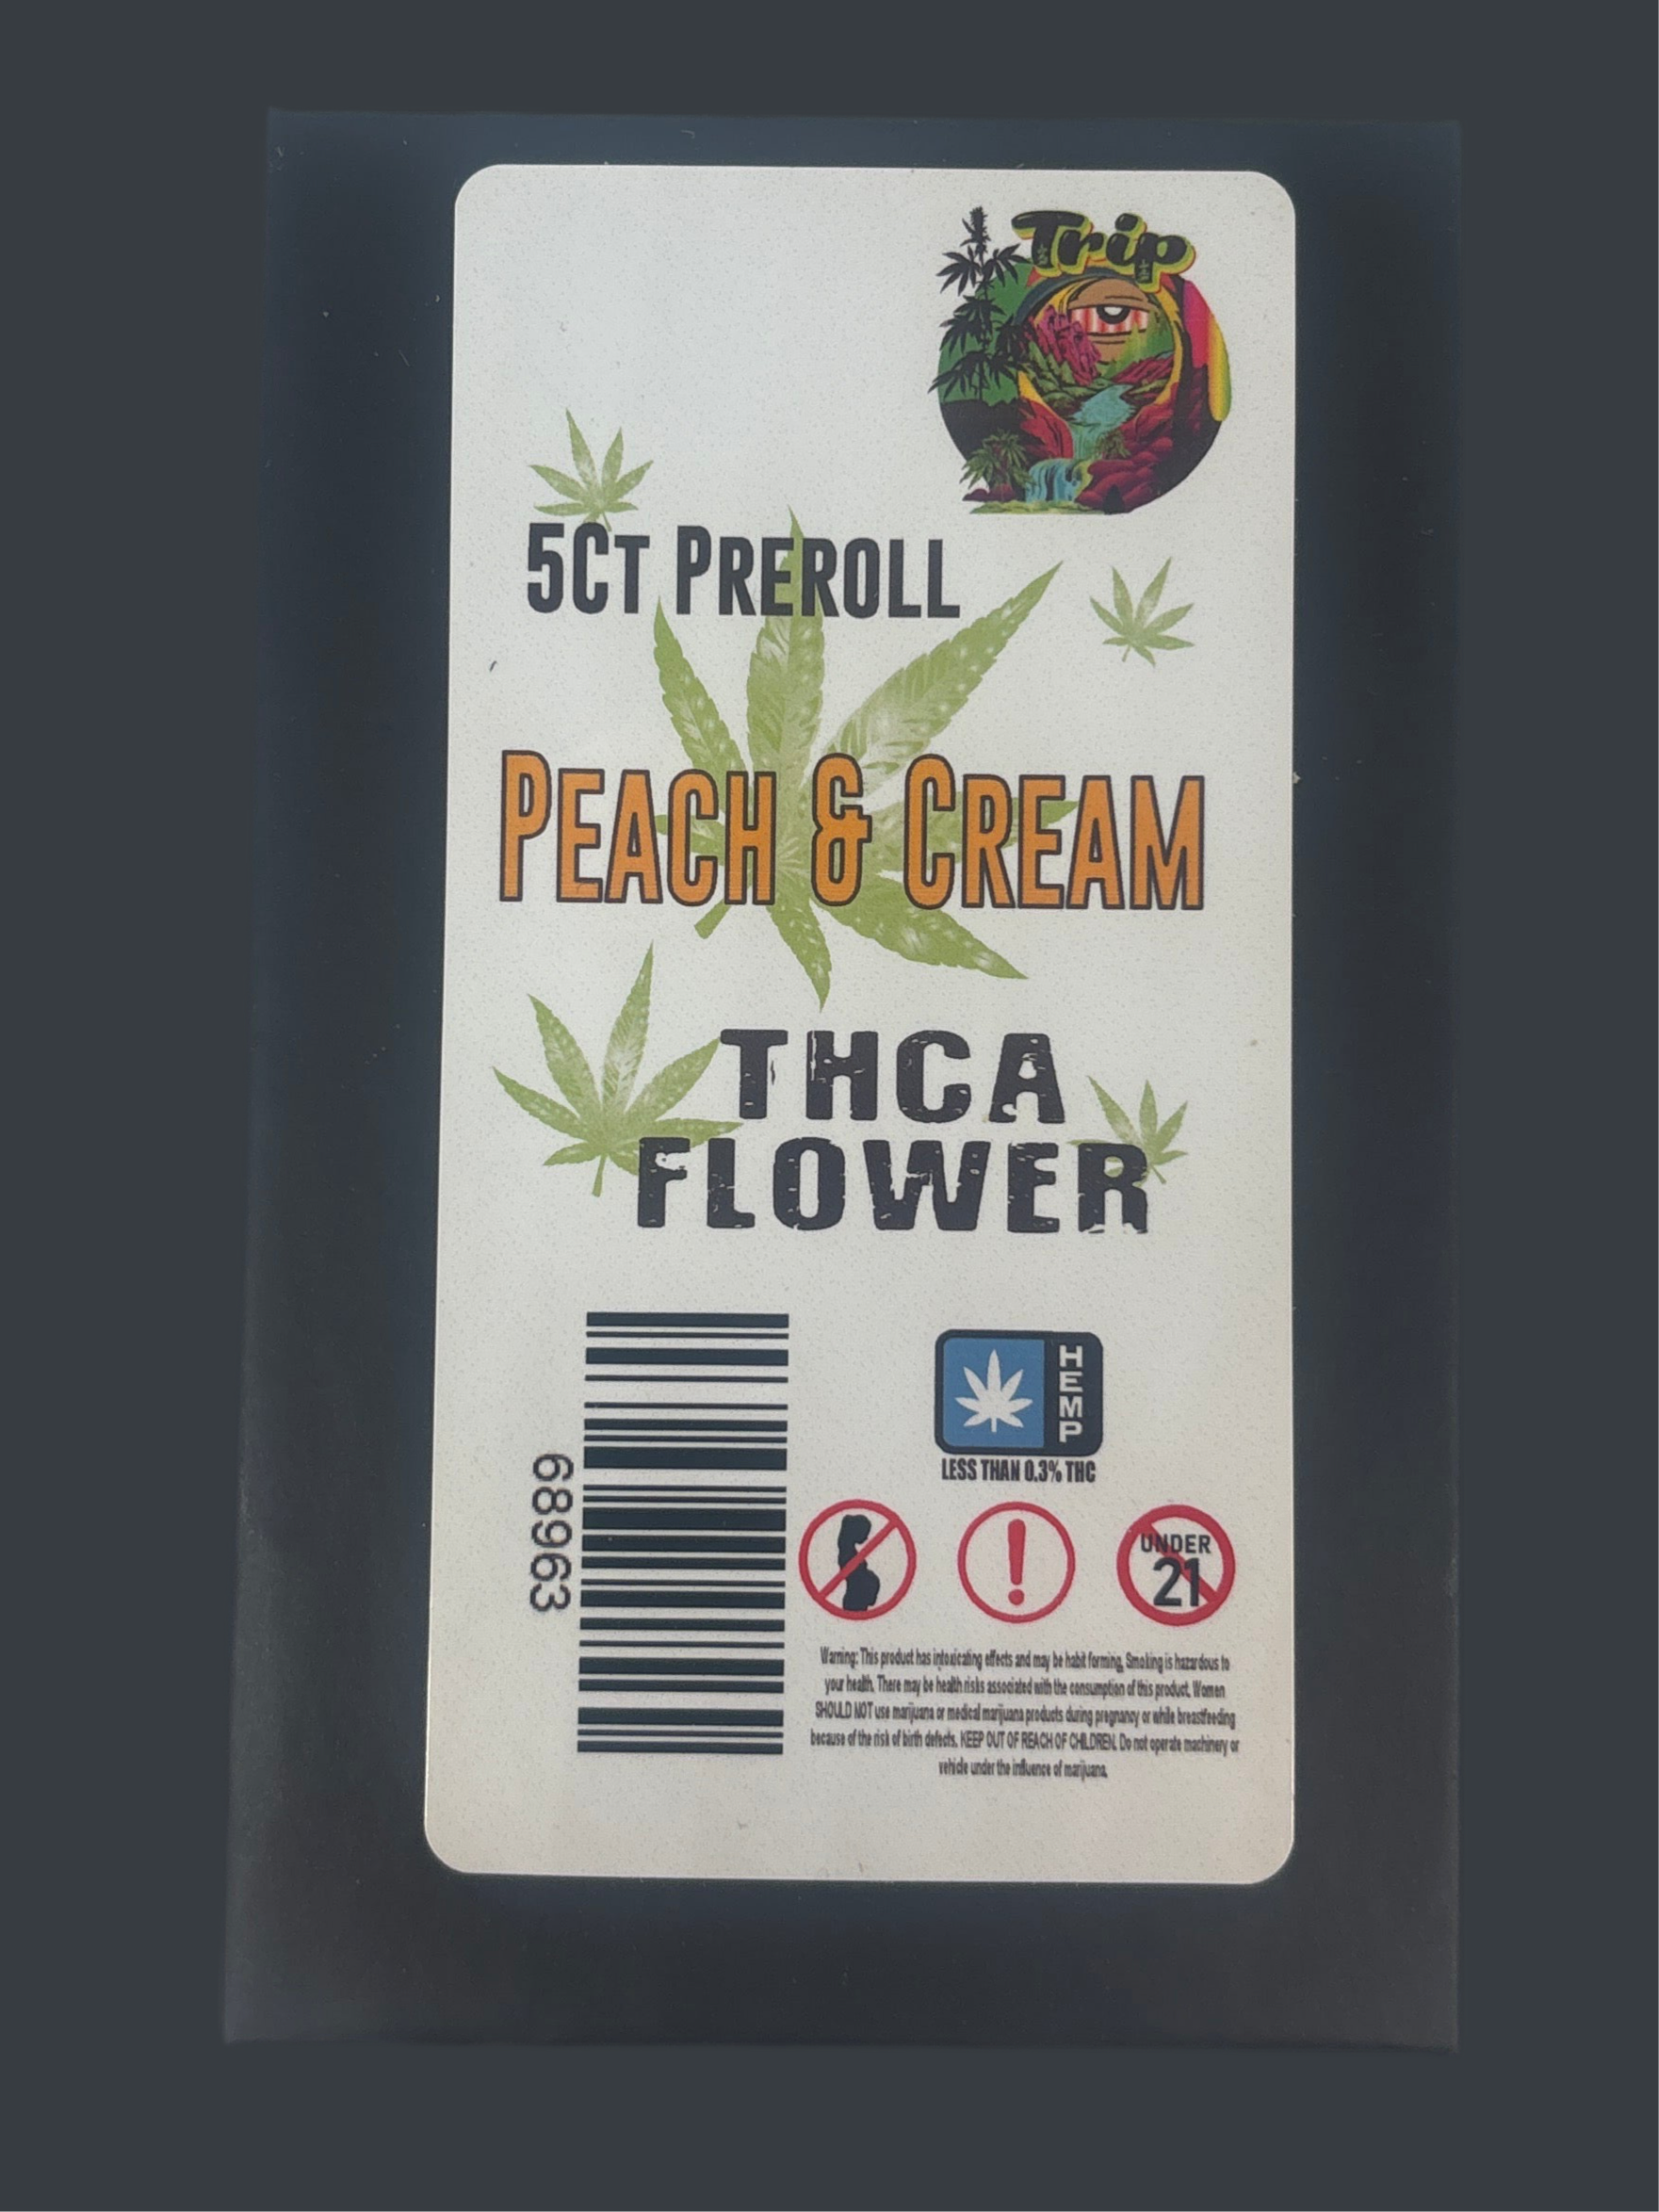 Trip
5Ct Preroll
Peach & Cream
THCA
FLOWER
68963
HEMP
LESS THAN 0.3% THC
UNDER
21
Warning: This product has intoxicating effects and may be habit forming. Smoking is hazardous to
your health. There may be health risks associated with the consumption of this product. Women
SHOULD NOT use marijuana or medical marijuana products during pregnancy or while breastfeeding
because of the risk of birth defects. KEEP OUT OF REACH OF CHILDREN. Do not operate machinery or
vehicle under the influence of marijuana.